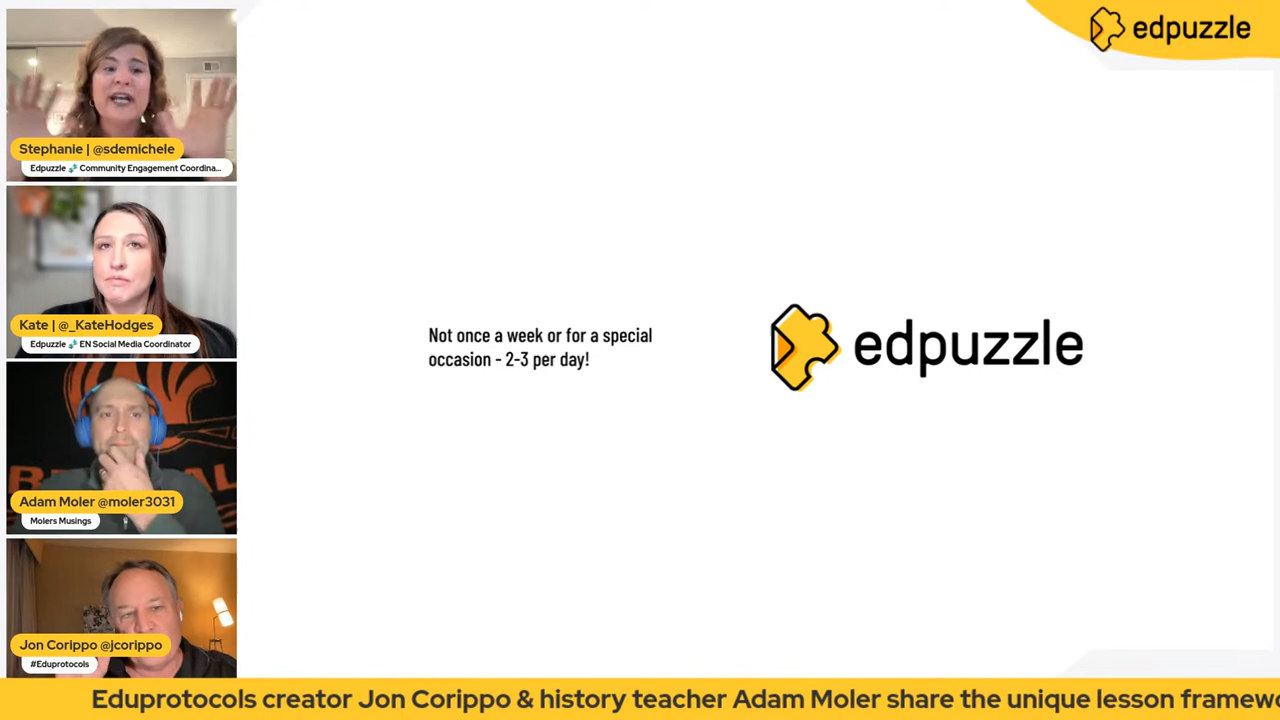 edpuzzle
Stephanie | @sdemichele
Edpuzzle Community Engagement Coordina...
Kate | @_KateHodges
Edpuzzle EN Social Media Coordinator
Adam Moler @moler3031
Molers Musings
Jon Corippo @jcorippo
#Eduprotocols
Not once a week or for a special
occasion - 2-3 per day!
edpuzzle
Eduprotocols creator Jon Corippo & history teacher Adam Moler share the unique lesson framew